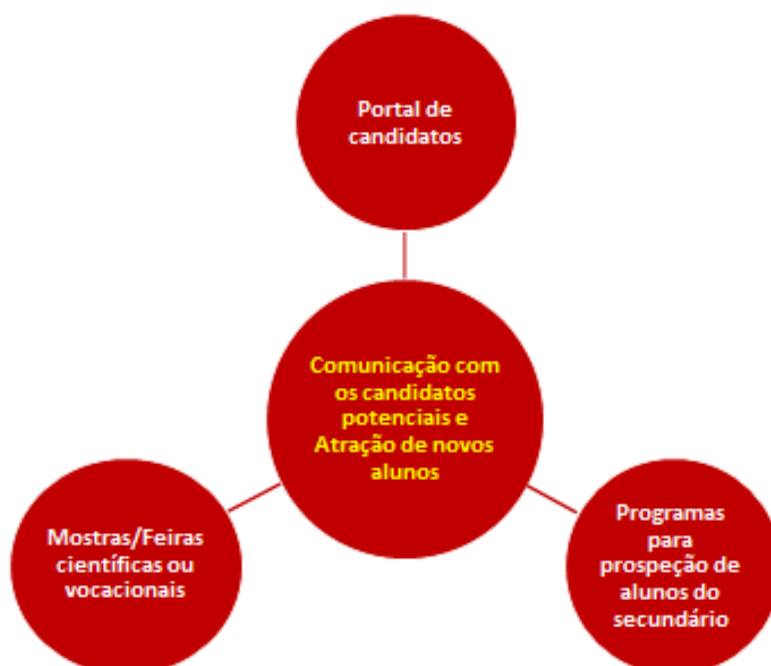 Portal de
candidatos
Comunicação com
os candidatos
potenciais e
Atração de novos
alunos
Mostras/Feiras
científicas ou
vocacionais
Programas
para
prospeção de
alunos do
secundário